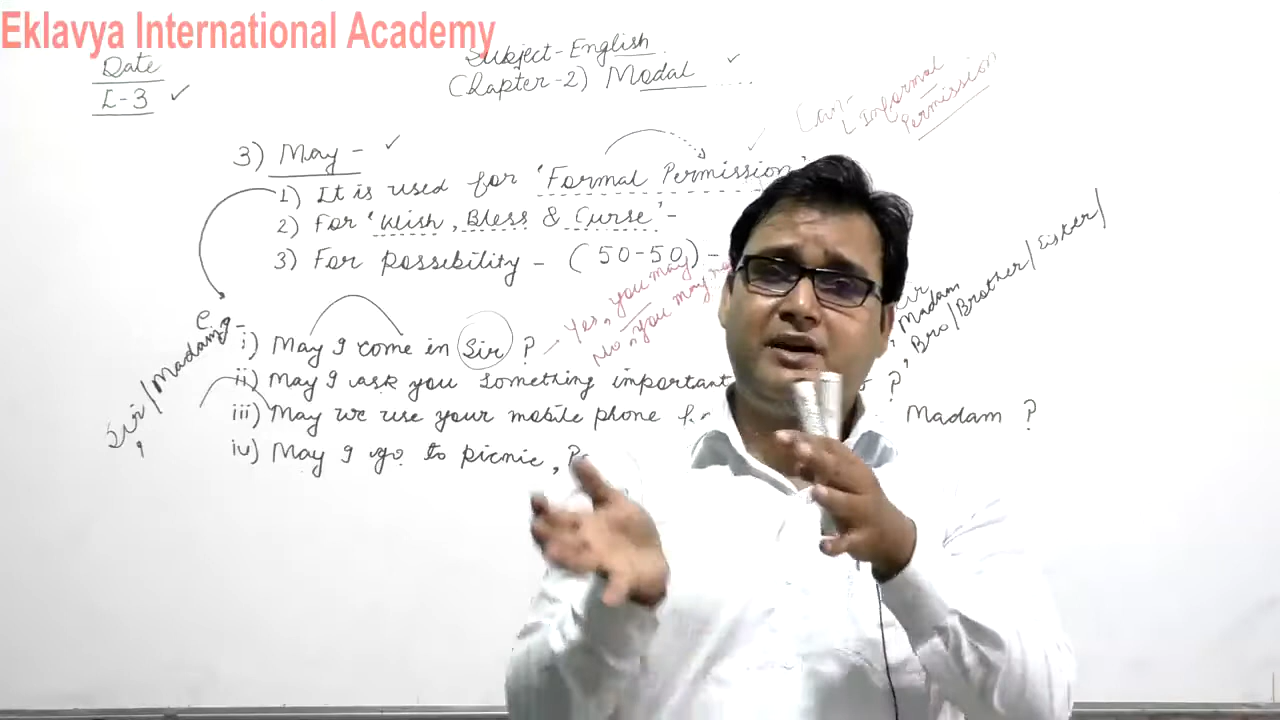 Eklavya International Academy
Date
L-3
Subject-English
Chapter-2) Modal ....
Informal
Permission
3) May -
1) It is used for 'Formal Permission'
2) For 'Wish, Bless & Curse' -
3) For possibility - (50-50) -
Yes, you may
No, you may no
e.g -
i) May I come in Sir ?
ii) May I ask you something important ?
iii) May we use your mobile phone Madam ?
iv) May I go to picnic,
Sir/Madam
, Madam
, Bro/Brother/Sister/